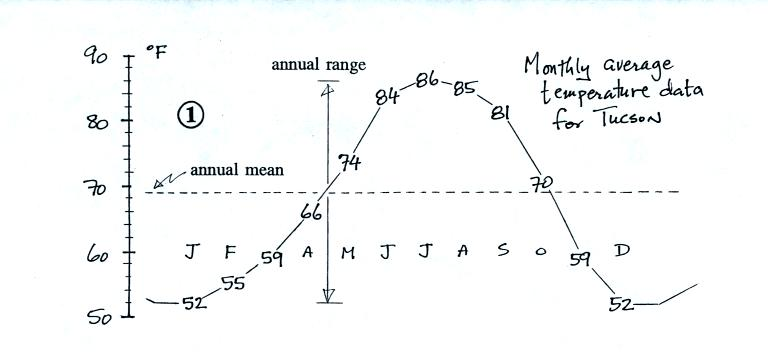 90 °F
annual range
Monthly average
temperature data
for Tucson
84 86 85
81
80
①
74
annual mean
70
70
66
60
J F 59 A M J J A S O 59 D
55
52
52
50